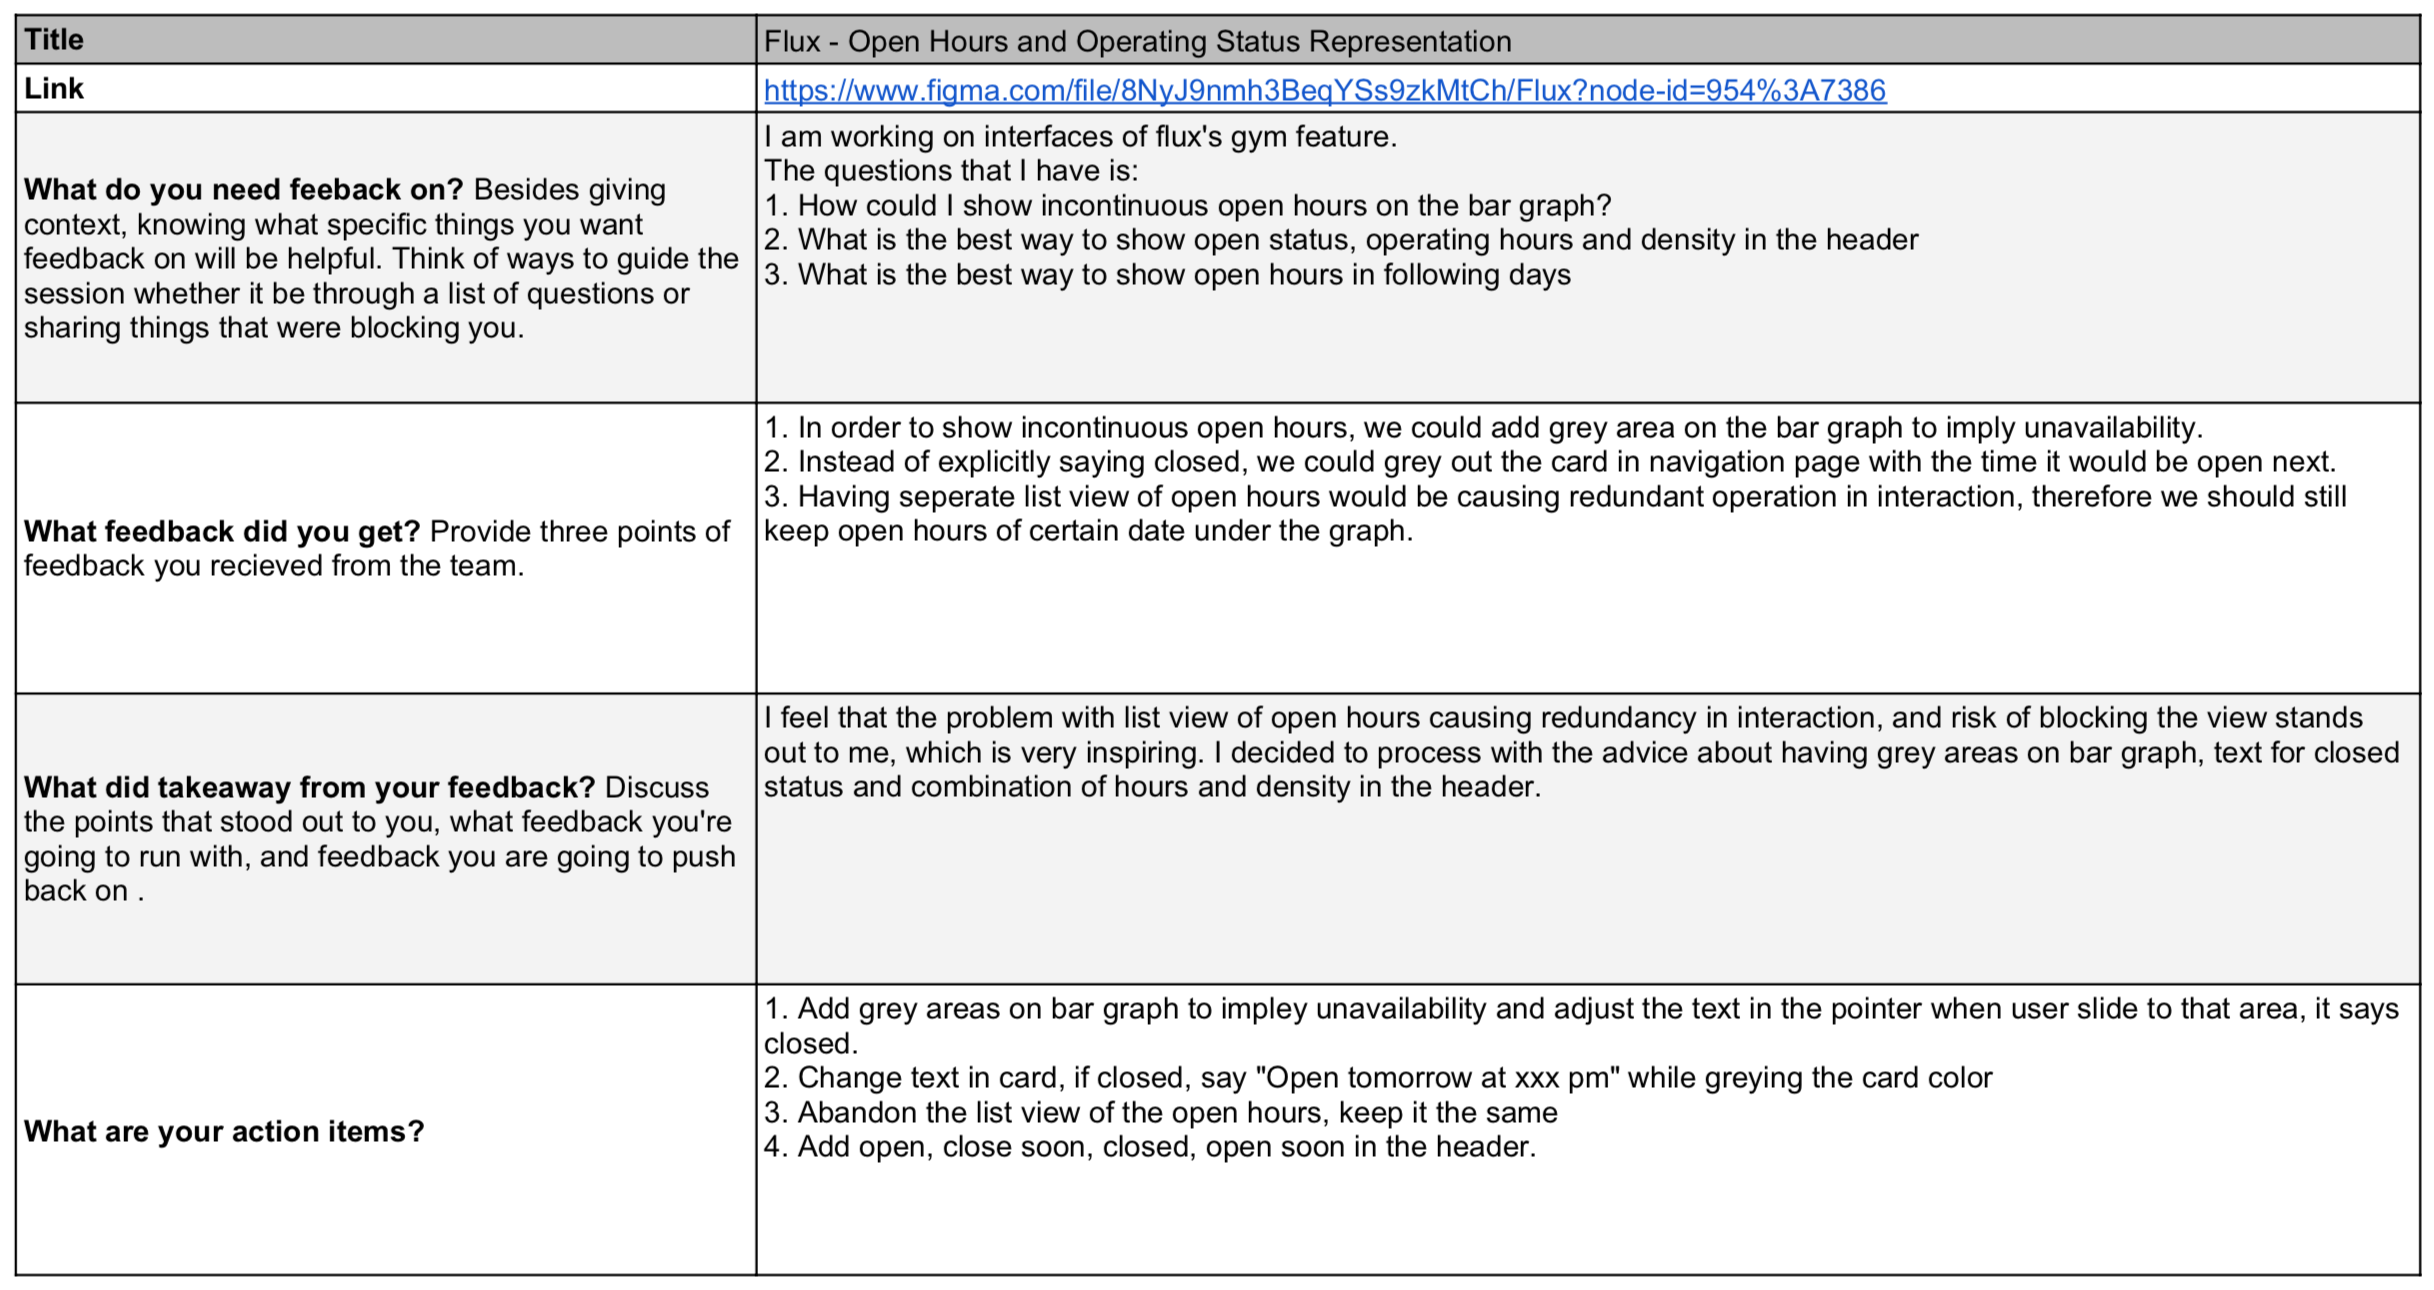 Title
Flux - Open Hours and Operating Status Representation
Link
https://www.figma.com/file/8NyJ9nmh3BeqYSs9zkMtCh/Flux?node-id=954%3A7386
What do you need feeback on? Besides giving
context, knowing what specific things you want
feedback on will be helpful. Think of ways to guide the
session whether it be through a list of questions or
sharing things that were blocking you.
I am working on interfaces of flux's gym feature.
The questions that I have is:
1. How could I show incontinuous open hours on the bar graph?
2. What is the best way to show open status, operating hours and density in the header
3. What is the best way to show open hours in following days
What feedback did you get? Provide three points of
feedback you recieved from the team.
1. In order to show incontinuous open hours, we could add grey area on the bar graph to imply unavailability.
2. Instead of explicitly saying closed, we could grey out the card in navigation page with the time it would be open next.
3. Having seperate list view of open hours would be causing redundant operation in interaction, therefore we should still
keep open hours of certain date under the graph.
What did takeaway from your feedback? Discuss
the points that stood out to you, what feedback you're
going to run with, and feedback you are going to push
back on .
I feel that the problem with list view of open hours causing redundancy in interaction, and risk of blocking the view stands
out to me, which is very inspiring. I decided to process with the advice about having grey areas on bar graph, text for closed
status and combination of hours and density in the header.
What are your action items?
1. Add grey areas on bar graph to impley unavailability and adjust the text in the pointer when user slide to that area, it says
closed.
2. Change text in card, if closed, say "Open tomorrow at xxx pm" while greying the card color
3. Abandon the list view of the open hours, keep it the same
4. Add open, close soon, closed, open soon in the header.